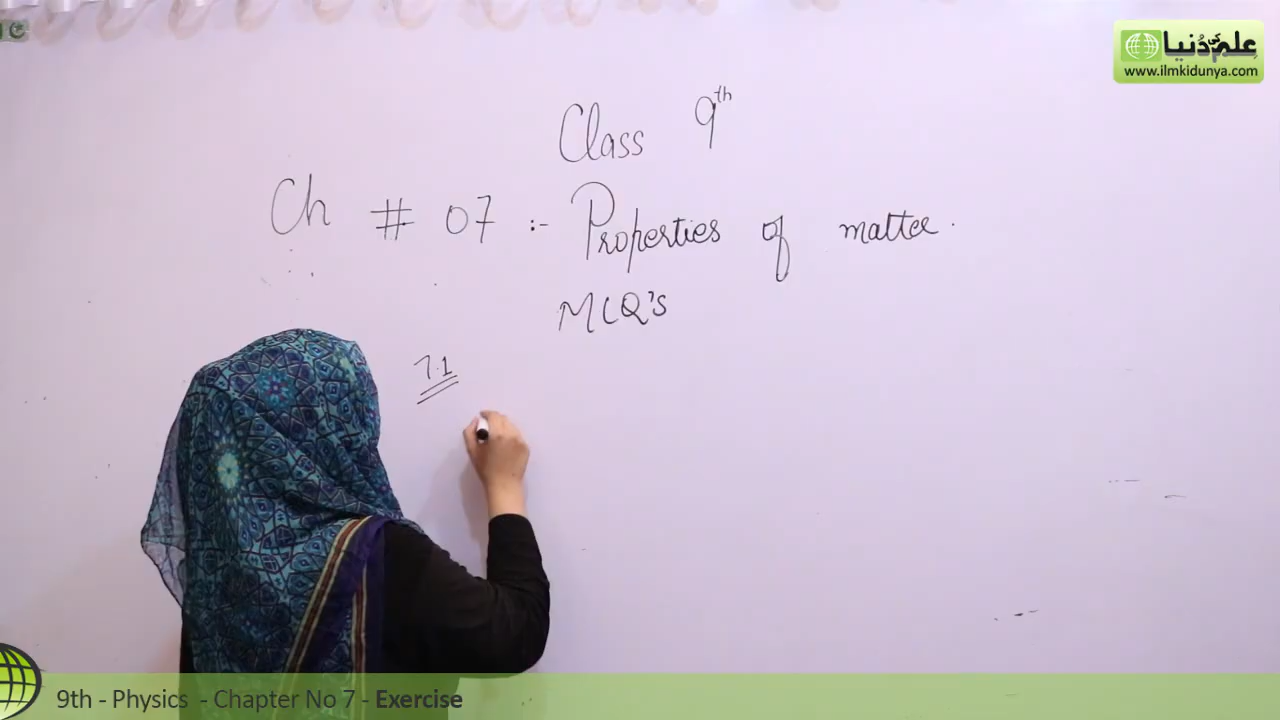 علم کی دُنیا
www.ilmkidunya.com
Class 9th
Ch # 07 :- Properties of matter.
MCQ's
7.1
9th - Physics - Chapter No 7 - Exercise